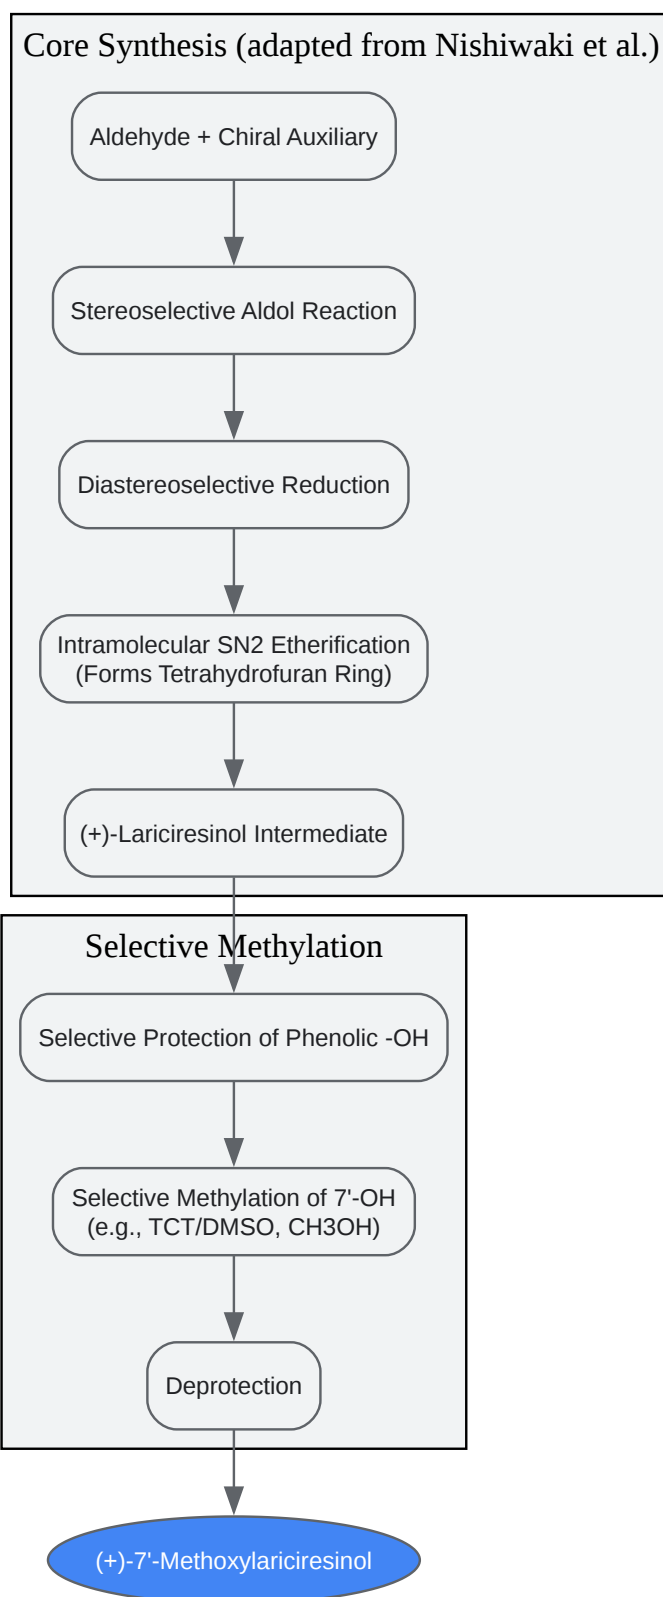 Core Synthesis (adapted from Nishiwaki et al.)
Aldehyde + Chiral Auxiliary
Stereoselective Aldol Reaction
Diastereoselective Reduction
Intramolecular SN2 Etherification
(Forms Tetrahydrofuran Ring)
(+)-Lariciresinol Intermediate
Selective Methylation
Selective Protection of Phenolic -OH
Selective Methylation of 7'-OH
(e.g., TCT/DMSO, CH3OH)
Deprotection
(+)-7'-Methoxylariciresinol